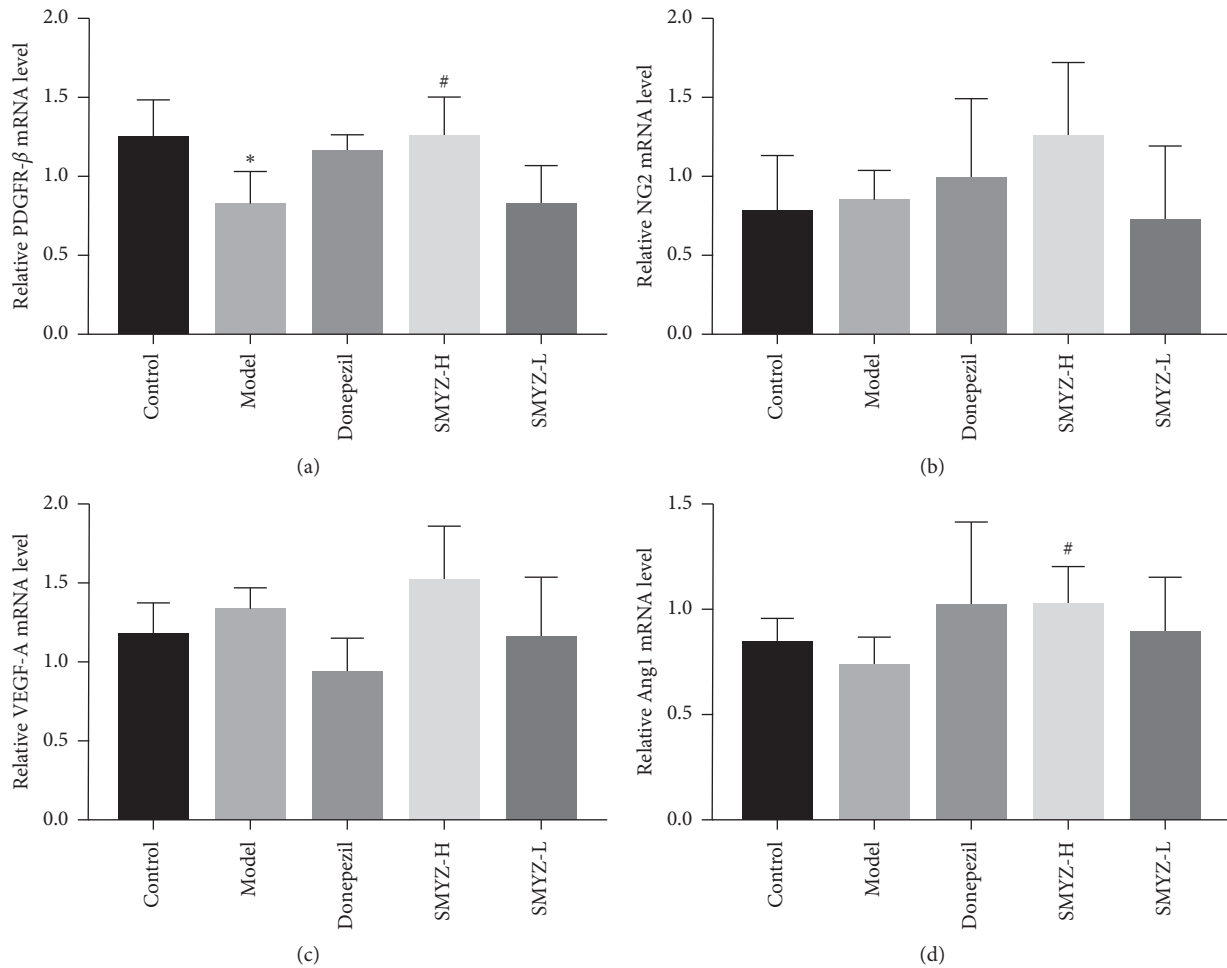 Relative PDGFR-β mRNA level
2.0
1.5
1.0
0.5
0.0
*
#
Control
Model
Donepezil
SMYZ-H
SMYZ-L
(a)
Relative NG2 mRNA level
2.0
1.5
1.0
0.5
0.0
Control
Model
Donepezil
SMYZ-H
SMYZ-L
(b)
Relative VEGF-A mRNA level
2.0
1.5
1.0
0.5
0.0
Control
Model
Donepezil
SMYZ-H
SMYZ-L
(c)
Relative Ang1 mRNA level
1.5
1.0
0.5
0.0
#
Control
Model
Donepezil
SMYZ-H
SMYZ-L
(d)